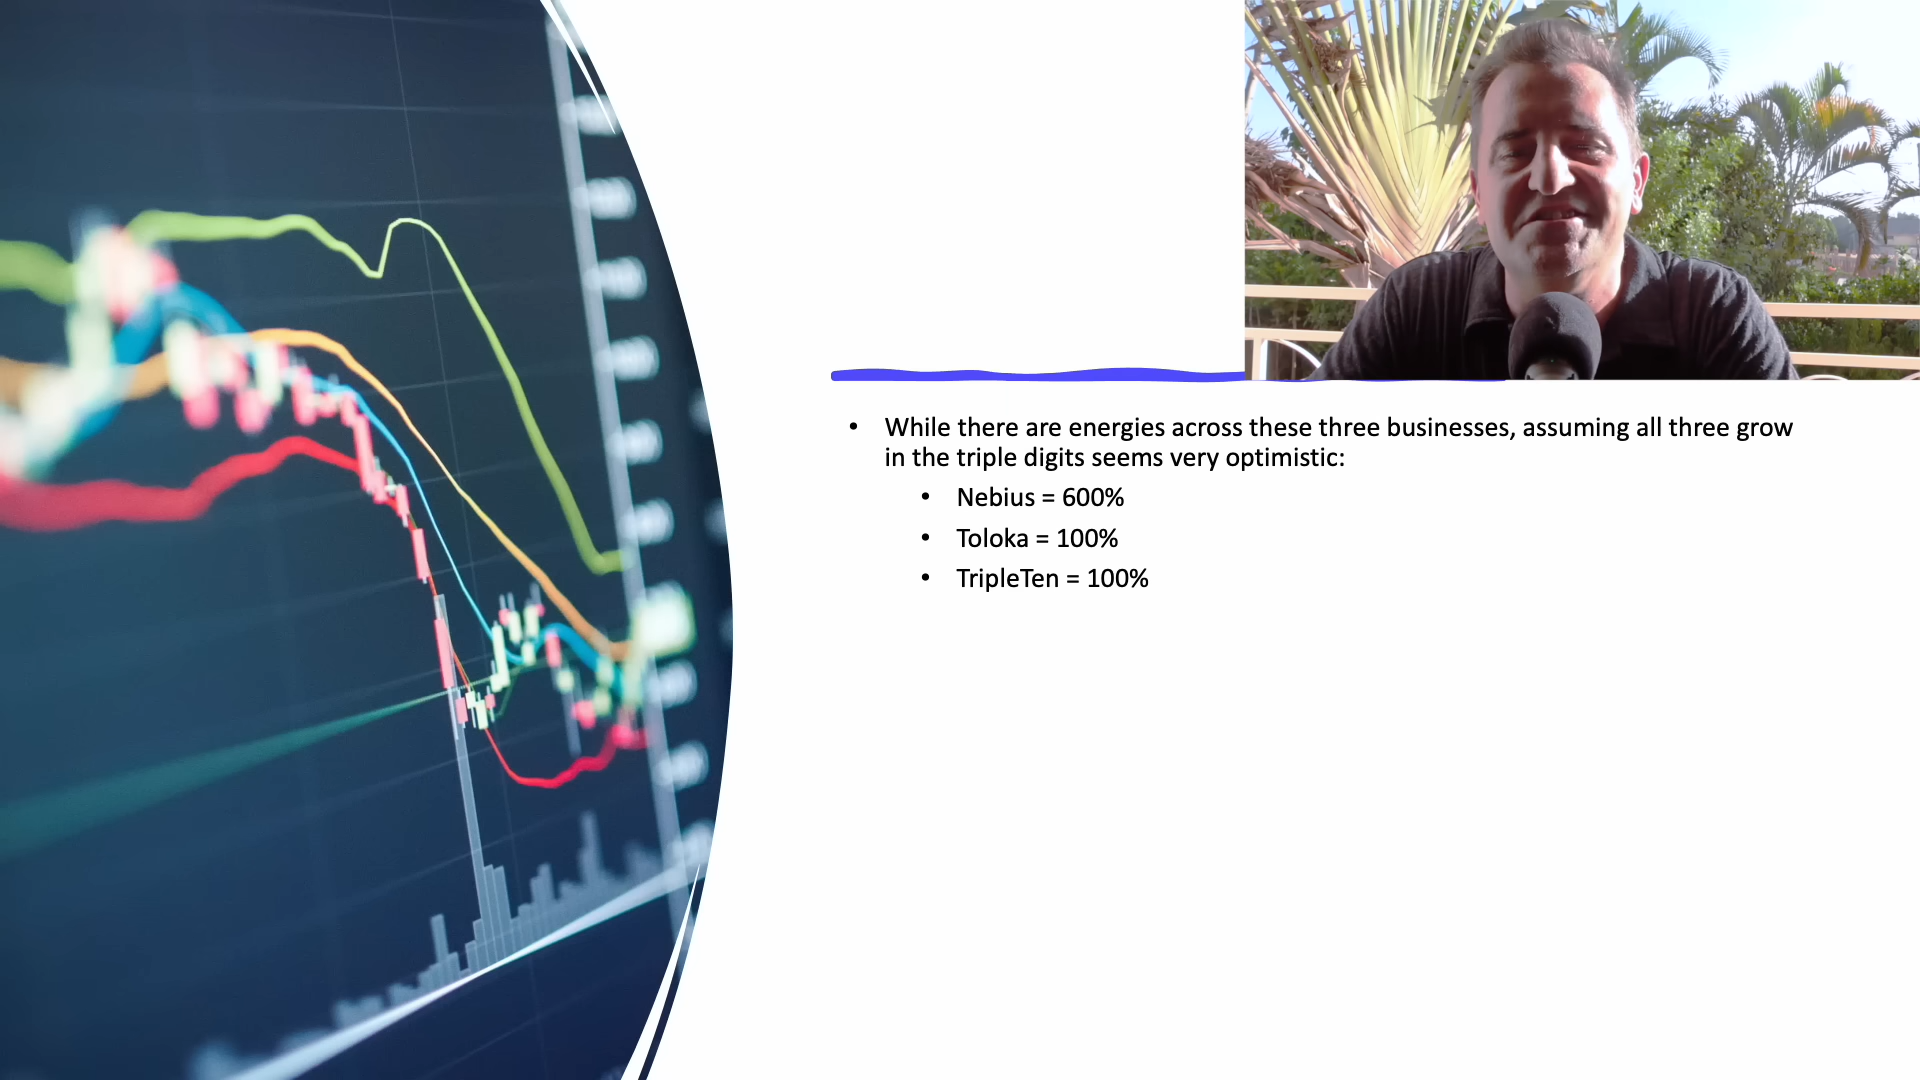 • While there are energies across these three businesses, assuming all three grow
in the triple digits seems very optimistic:
• Nebius = 600%
• Toloka = 100%
• TripleTen = 100%